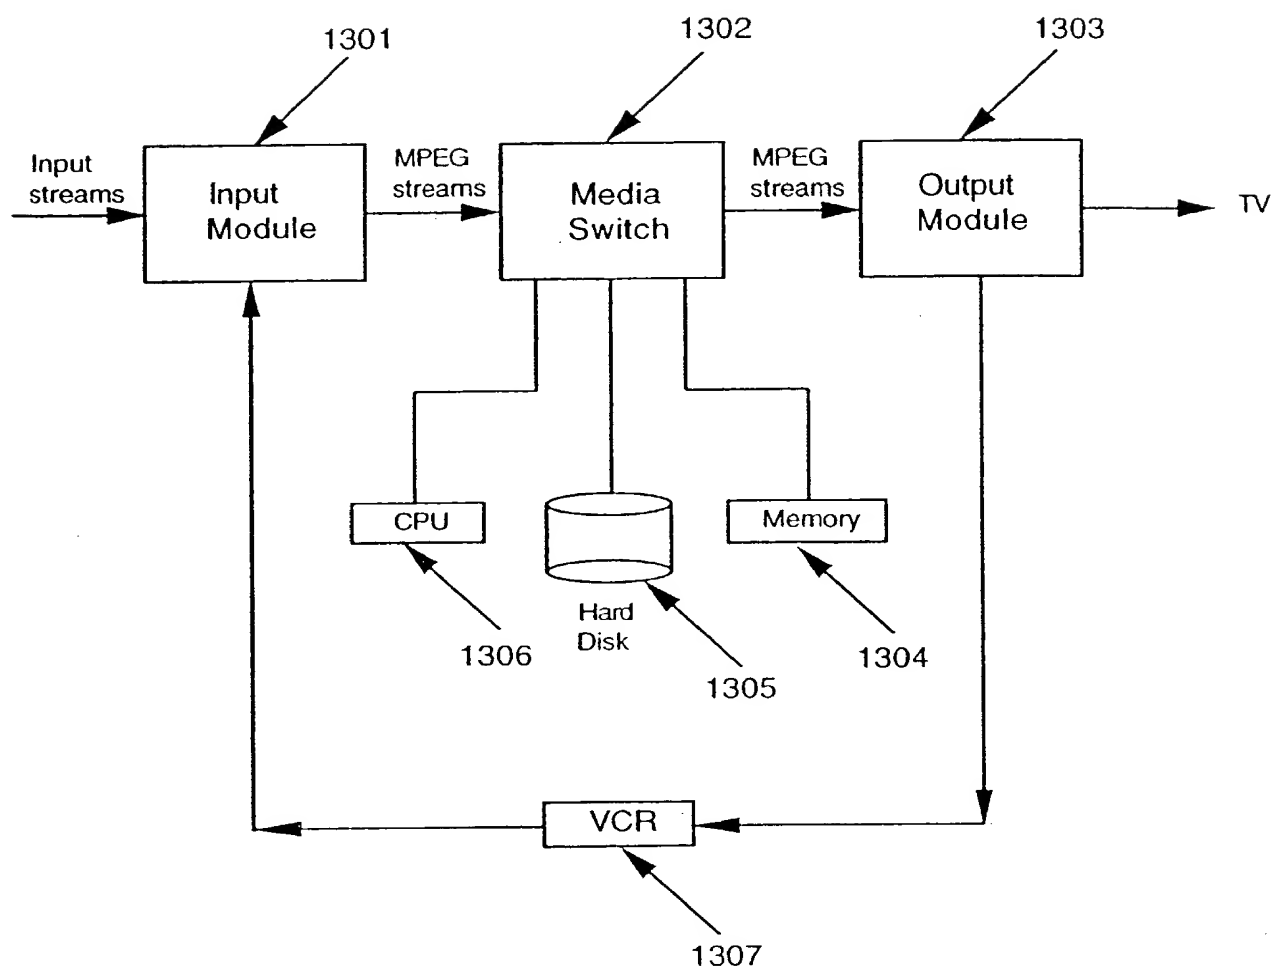 1301
1302
1303
Input
streams
Input
Module
MPEG
streams
Media
Switch
MPEG
streams
Output
Module
TV
CPU
Memory
Hard
Disk
1306
1305
1304
VCR
1307